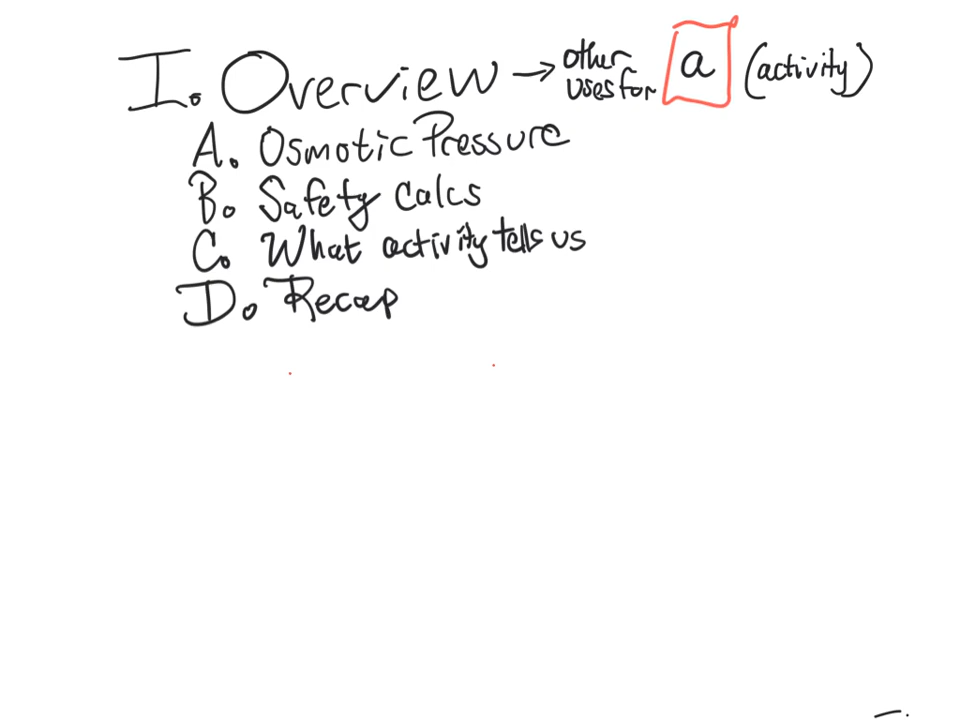 I. Overview → other uses for a (activity)
A. Osmotic Pressure
B. Safety Calcs
C. What activity tells us
D. Recap